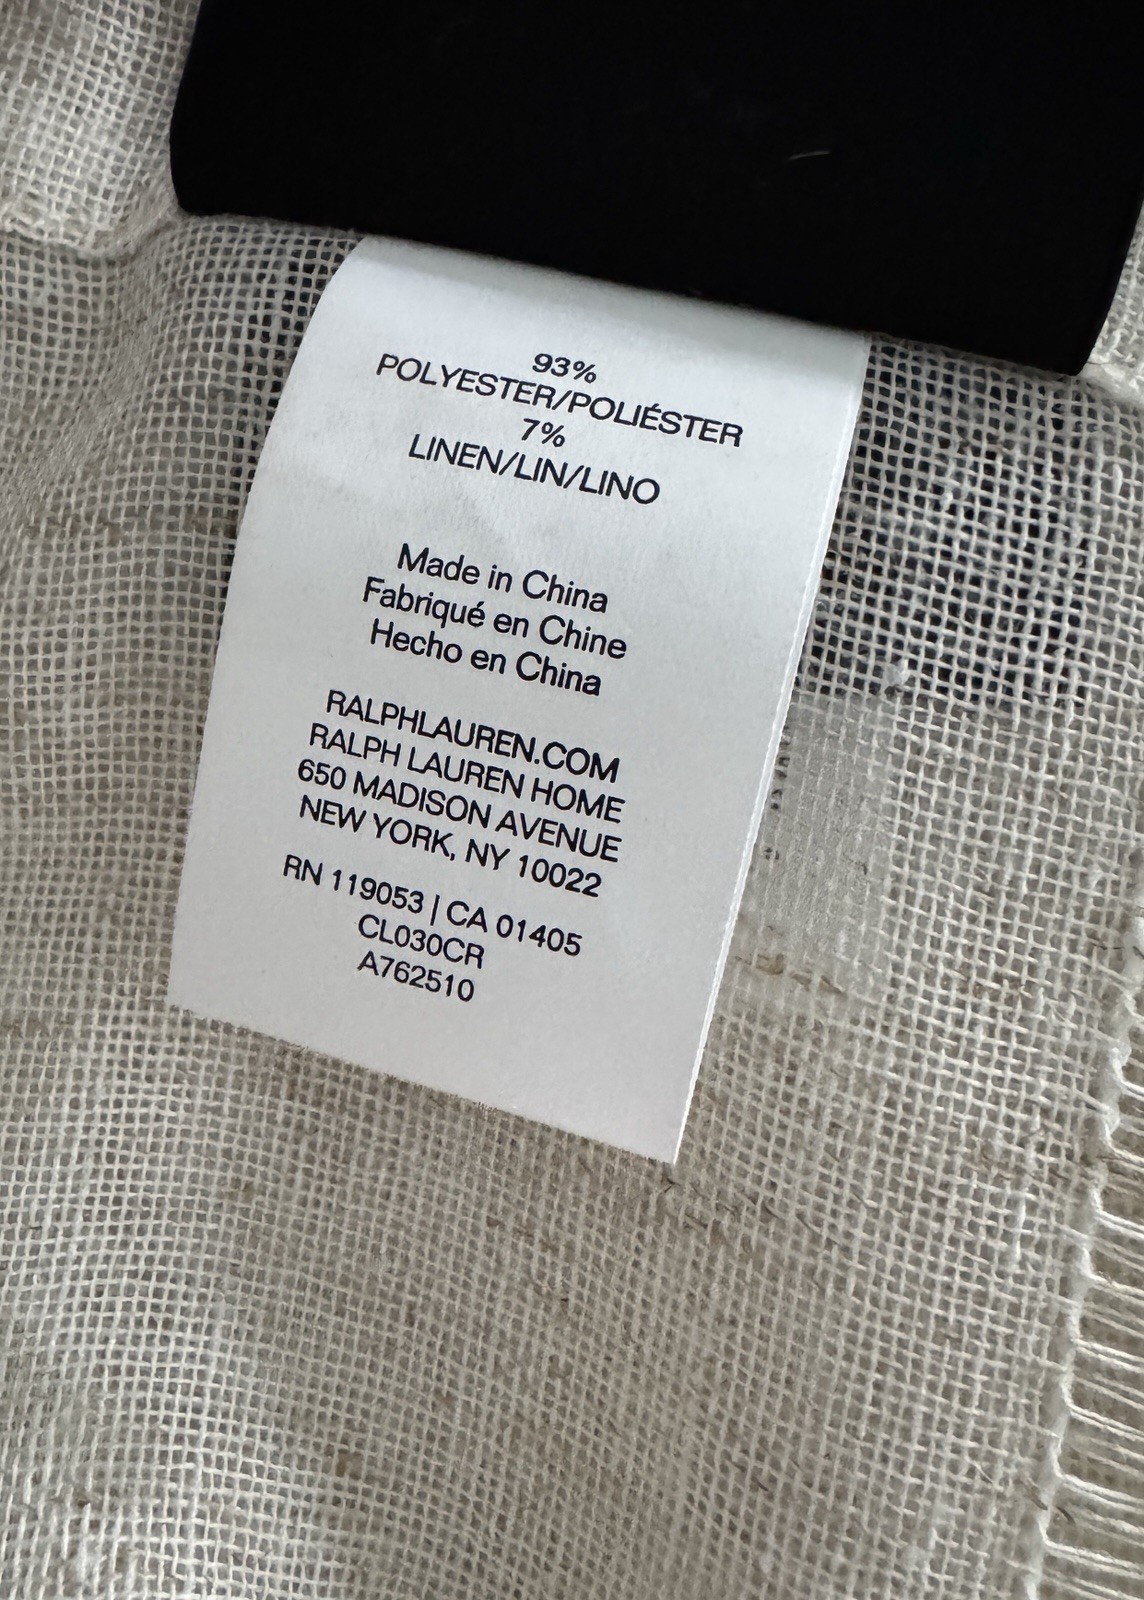 93%
POLYESTER/POLIÉSTER
7%
LINEN/LIN/LINO
Made in China
Fabriqué en Chine
Hecho en China
RALPHLAUREN.COM
RALPH LAUREN HOME
650 MADISON AVENUE
NEW YORK, NY 10022
RN 119053 | CA 01405
CL030CR
A762510